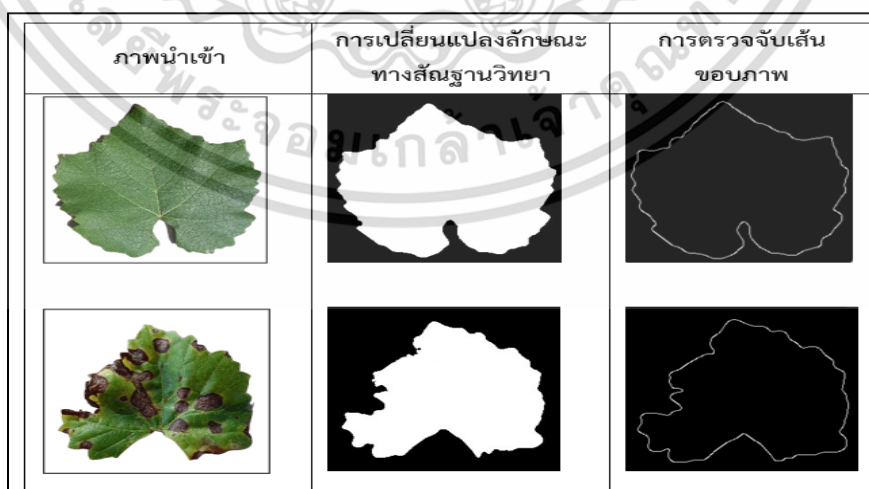 ภาพนำเข้า
การเปลี่ยนแปลงลักษณะ
ทางสัณฐานวิทยา
การตรวจจับเส้น
ขอบภาพ